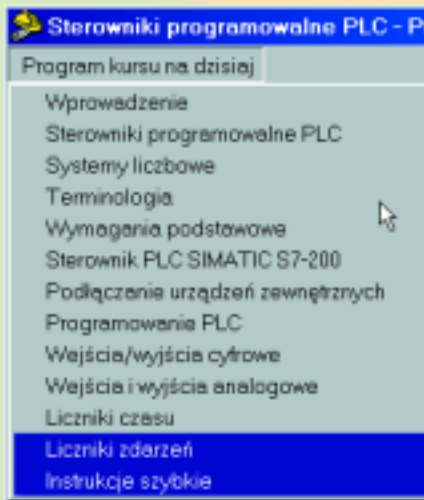 Sterowniki programowalne PLC - P
Program kursu na dzisiaj
Wprowadzenie
Sterowniki programowalne PLC
Systemy liczbowe
Terminologia
Wymagania podstawowe
Sterownik PLC SIMATIC S7-200
Podłączanie urządzeń zewnętrznych
Programowanie PLC
Wejścia/wyjścia cyfrowe
Wejścia i wyjścia analogowe
Liczniki czasu
Liczniki zdarzeń
Instrukcje szybkie